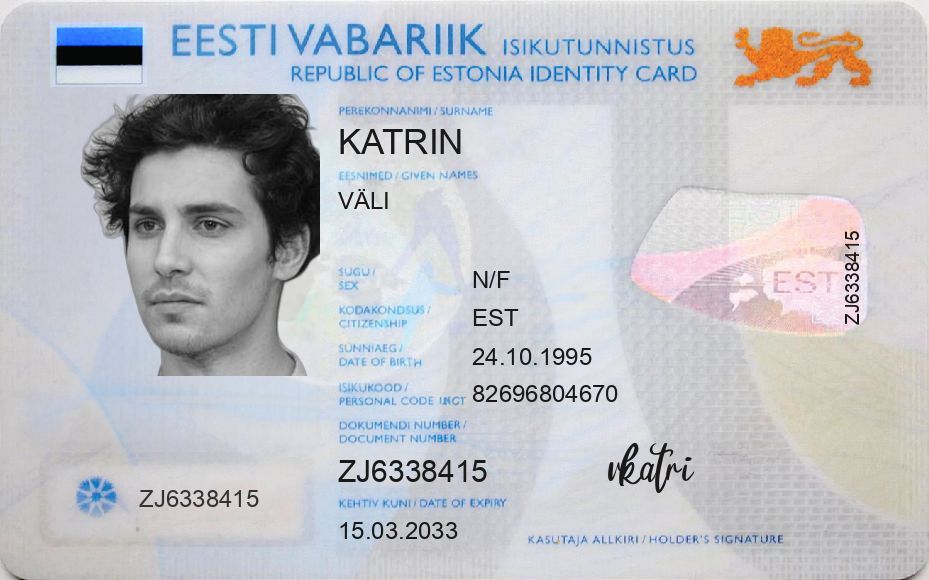 EESTI VABARIIK ISIKUTUNNISTUS
REPUBLIC OF ESTONIA IDENTITY CARD
PEREKONNANIMI / SURNAME
KATRIN
EESNIMED / GIVEN NAMES
VÄLI
SUGU /
SEX
N/F
KODAKONDSUS /
CITIZENSHIP
EST
SÜNNIAEG /
DATE OF BIRTH
24.10.1995
ISIKUKOOD /
PERSONAL CODE
82696804670
DOKUMENDI NUMBER /
DOCUMENT NUMBER
ZJ6338415
KEHTIV KUNI / DATE OF EXPIRY
15.03.2033
ZJ6338415
EST
ZJ6338415
vkatri
KASUTAJA ALLKIRI / HOLDER'S SIGNATURE